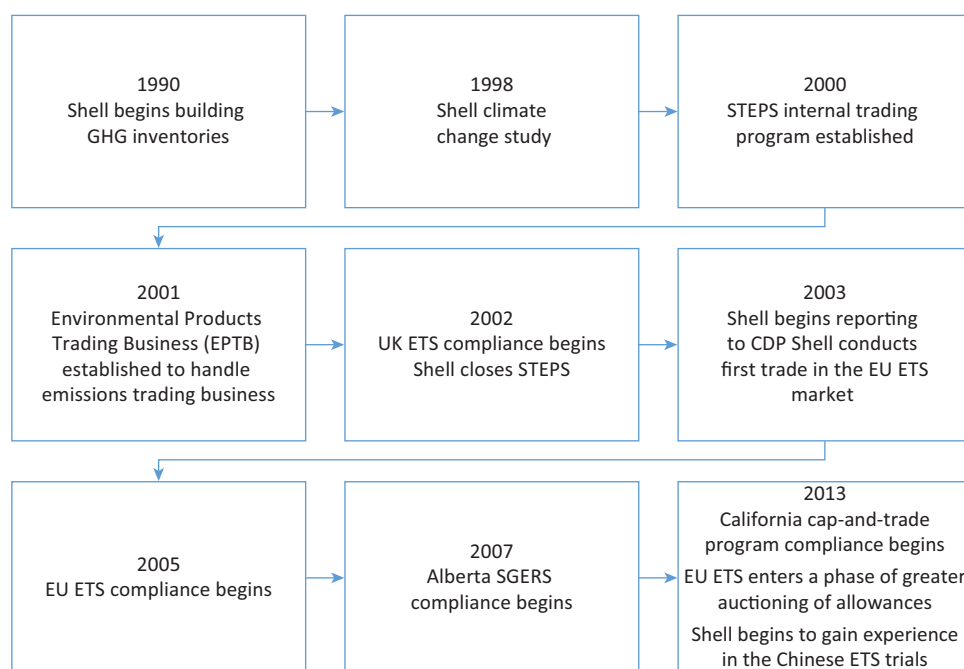 1990
Shell begins building
GHG inventories
1998
Shell climate
change study
2000
STEPS internal trading
program established
2001
Environmental Products
Trading Business (EPTB)
established to handle
emissions trading business
2002
UK ETS compliance begins
Shell closes STEPS
2003
Shell begins reporting
to CDP Shell conducts
first trade in the EU ETS
market
2005
EU ETS compliance begins
2007
Alberta SGERS
compliance begins
2013
California cap-and-trade
program compliance begins
EU ETS enters a phase of greater
auctioning of allowances
Shell begins to gain experience
in the Chinese ETS trials